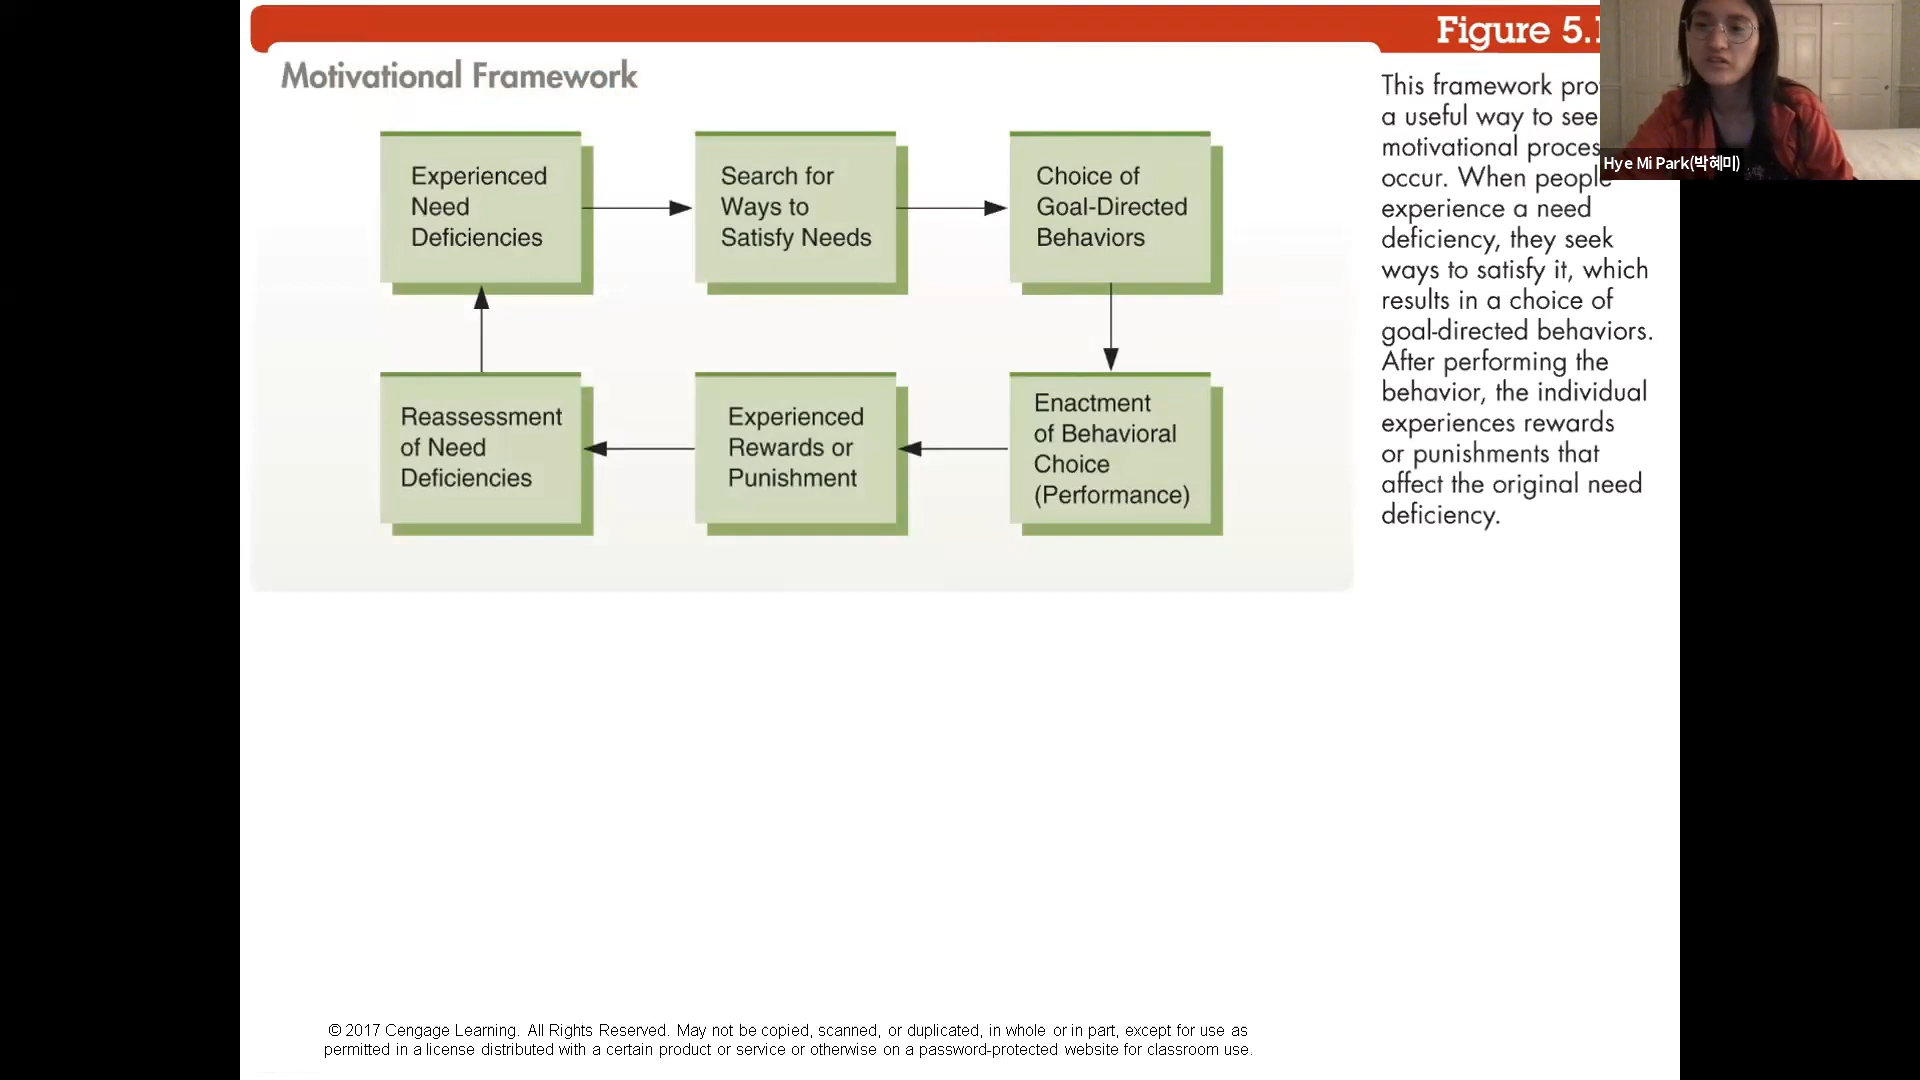 Figure 5.
Motivational Framework
Experienced
Need
Deficiencies
Search for
Ways to
Satisfy Needs
Choice of
Goal-Directed
Behaviors
Enactment
of Behavioral
Choice
(Performance)
Experienced
Rewards or
Punishment
Reassessment
of Need
Deficiencies
This framework pro
a useful way to see
motivational proces
occur. When people
experience a need
deficiency, they seek
ways to satisfy it, which
results in a choice of
goal-directed behaviors.
After performing the
behavior, the individual
experiences rewards
or punishments that
affect the original need
deficiency.
Hye Mi Park(박혜미)
© 2017 Cengage Learning. All Rights Reserved. May not be copied, scanned, or duplicated, in whole or in part, except for use as
permitted in a license distributed with a certain product or service or otherwise on a password-protected website for classroom use.